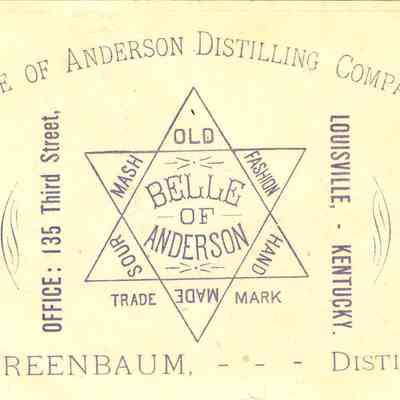 E OF ANDERSON DISTILLING COMPA
OFFICE: 135 Third Street,
LOUISVILLE, - KENTUCKY.
OLD
FASHION
HAND
MADE
SOUR
MASH
BELLE
OF
ANDERSON
TRADE MARK
REENBAUM, - - - DISTI